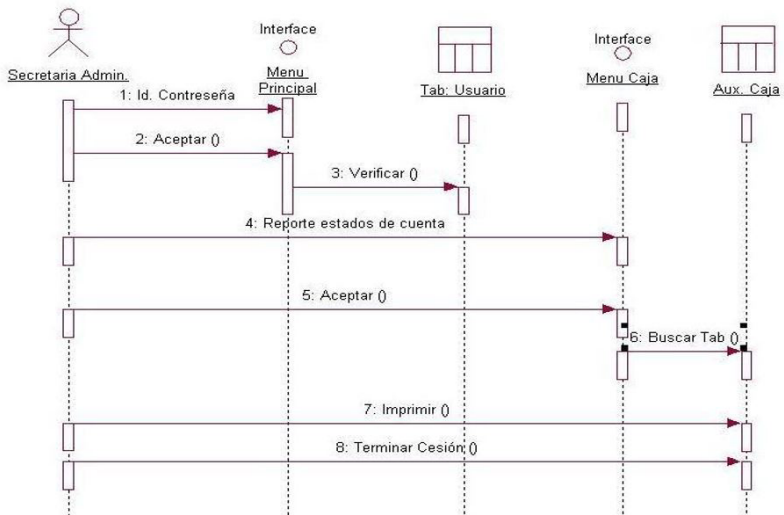 Interface
Interface
Secretaria Admin.
Menu
Principal
Tab: Usuario
Menu Caja
Aux. Caja
1: Id. Contreseña
2: Aceptar ()
3: Verificar ()
4: Reporte estados de cuenta
5: Aceptar ()
6: Buscar Tab ()
7: Imprimir ()
8: Terminar Cesión ()